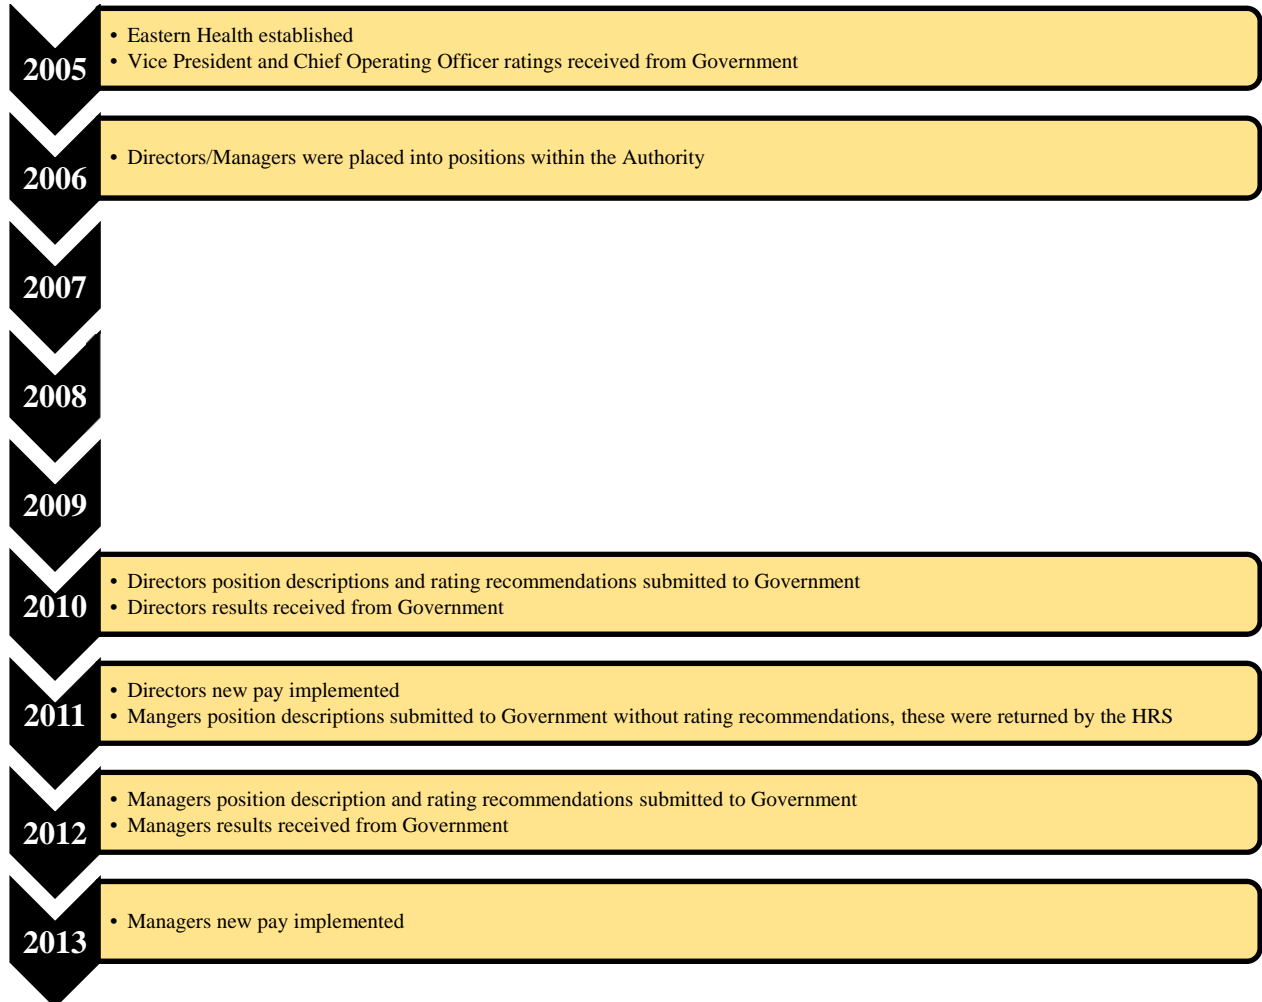 2005
• Eastern Health established
• Vice President and Chief Operating Officer ratings received from Government
2006
• Directors/Managers were placed into positions within the Authority
2007
2008
2009
2010
• Directors position descriptions and rating recommendations submitted to Government
• Directors results received from Government
2011
• Directors new pay implemented
• Mangers position descriptions submitted to Government without rating recommendations, these were returned by the HRS
2012
• Managers position description and rating recommendations submitted to Government
• Managers results received from Government
2013
• Managers new pay implemented